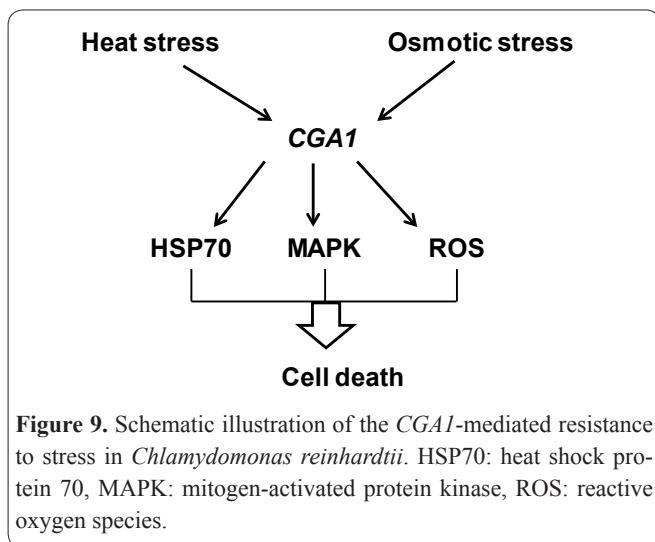 Heat stress Osmotic stress
CGA1
HSP70 MAPK ROS
Cell death
Figure 9. Schematic illustration of the CGA1-mediated resistance
to stress in Chlamydomonas reinhardtii. HSP70: heat shock pro-
tein 70, MAPK: mitogen-activated protein kinase, ROS: reactive
oxygen species.